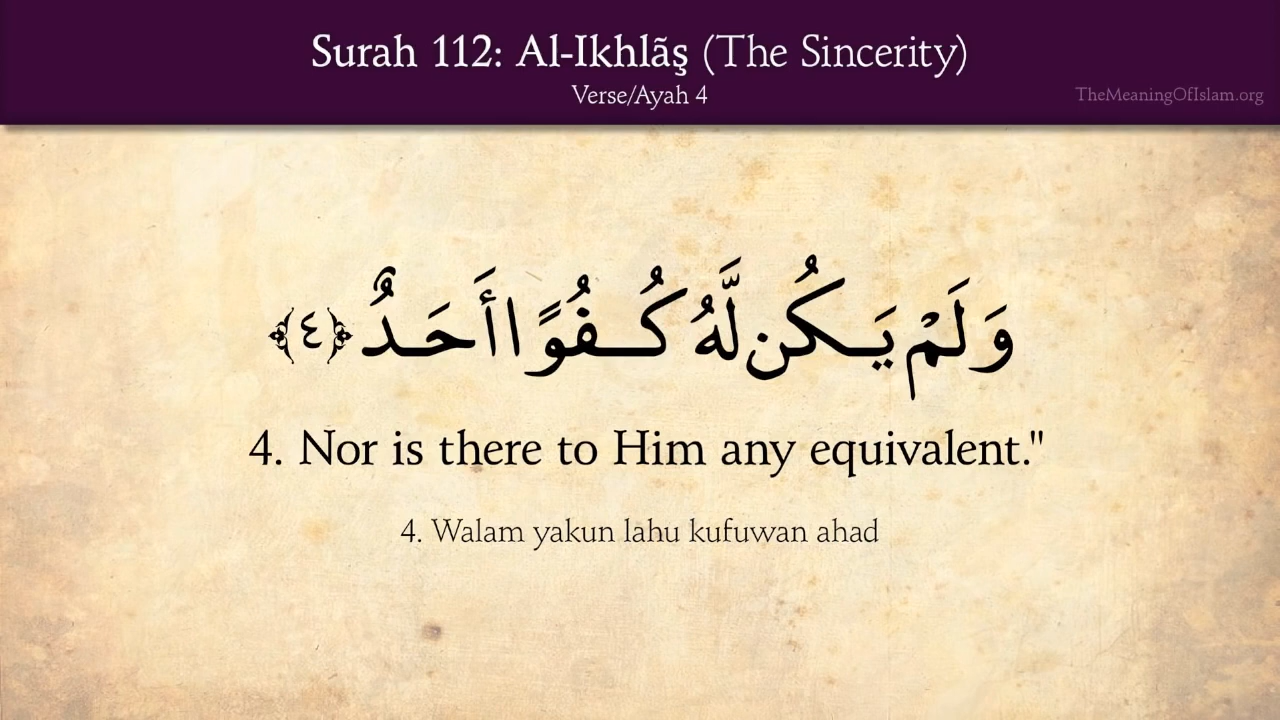 Surah 112: Al-Ikhlãş (The Sincerity)
Verse/Ayah 4
TheMeaningOfIslam.org
وَلَمْ يَكُن لَّهُ كُفُوًا أَحَدٌ ﴿٤﴾
4. Nor is there to Him any equivalent."
4. Walam yakun lahu kufuwan ahad